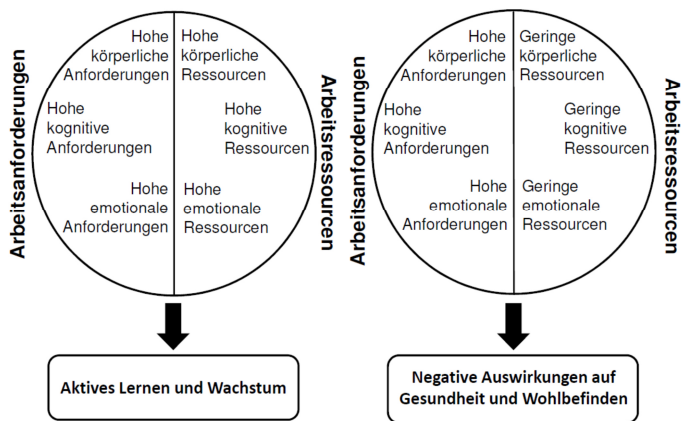 Arbeitsanforderungen
Hohe
körperliche
Anforderungen
Hohe
kognitive
Anforderungen
Hohe
emotionale
Anforderungen
Hohe
körperliche
Ressourcen
Hohe
kognitive
Ressourcen
Hohe
emotionale
Ressourcen
Arbeitsressourcen
Aktives Lernen und Wachstum
Arbeitsanforderungen
Hohe
körperliche
Anforderungen
Hohe
kognitive
Anforderungen
Hohe
emotionale
Anforderungen
Geringe
körperliche
Ressourcen
Geringe
kognitive
Ressourcen
Geringe
emotionale
Ressourcen
Arbeitsressourcen
Negative Auswirkungen auf
Gesundheit und Wohlbefinden